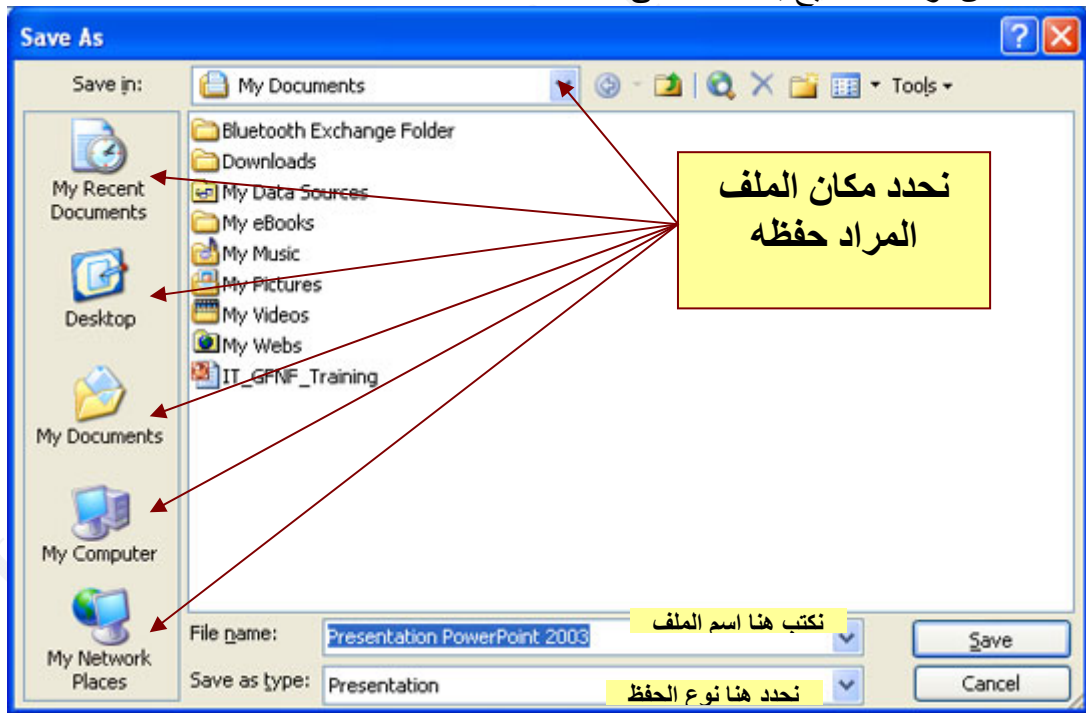 Save As
Save in:
My Documents
Tools
Bluetooth Exchange Folder
Downloads
My Data Sources
My eBooks
My Music
My Pictures
My Videos
My Webs
IT_GFNF_Training
My Recent
Documents
Desktop
My Documents
My Computer
My Network
Places
نحدد مكان الملف
المراد حفظه
File name:
Presentation PowerPoint 2003
نكتب هنا اسم الملف
Save
Save as type:
Presentation
نحدد هنا نوع الحفظ
Cancel